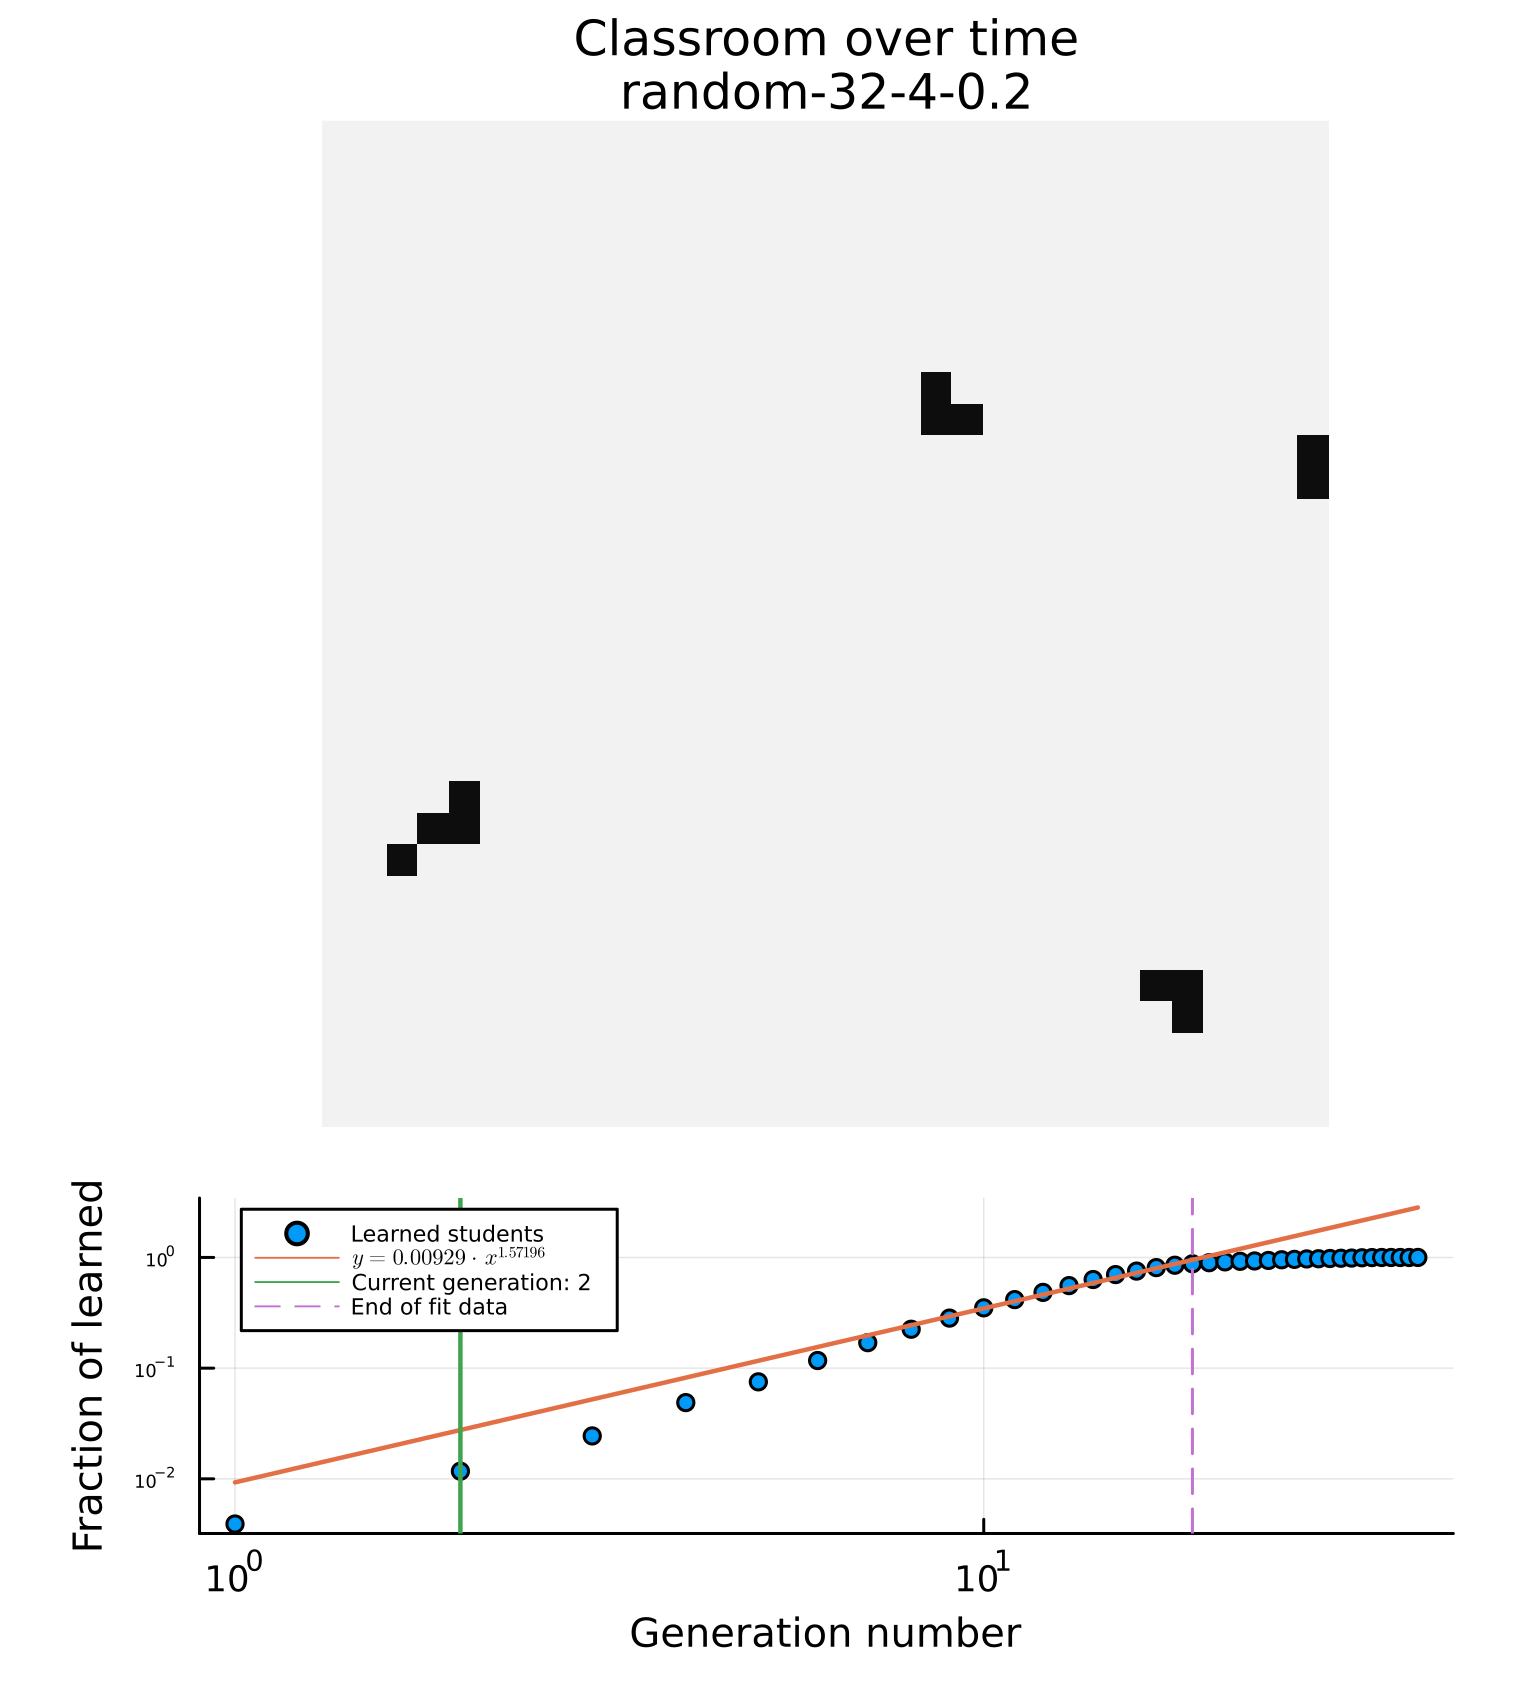 Classroom over time
random-32-4-0.2
Fraction of learned
Learned students
y = 0.00929 · x^1.57196
Current generation: 2
End of fit data
10^0
10^-1
10^-2
10^0
10^1
Generation number